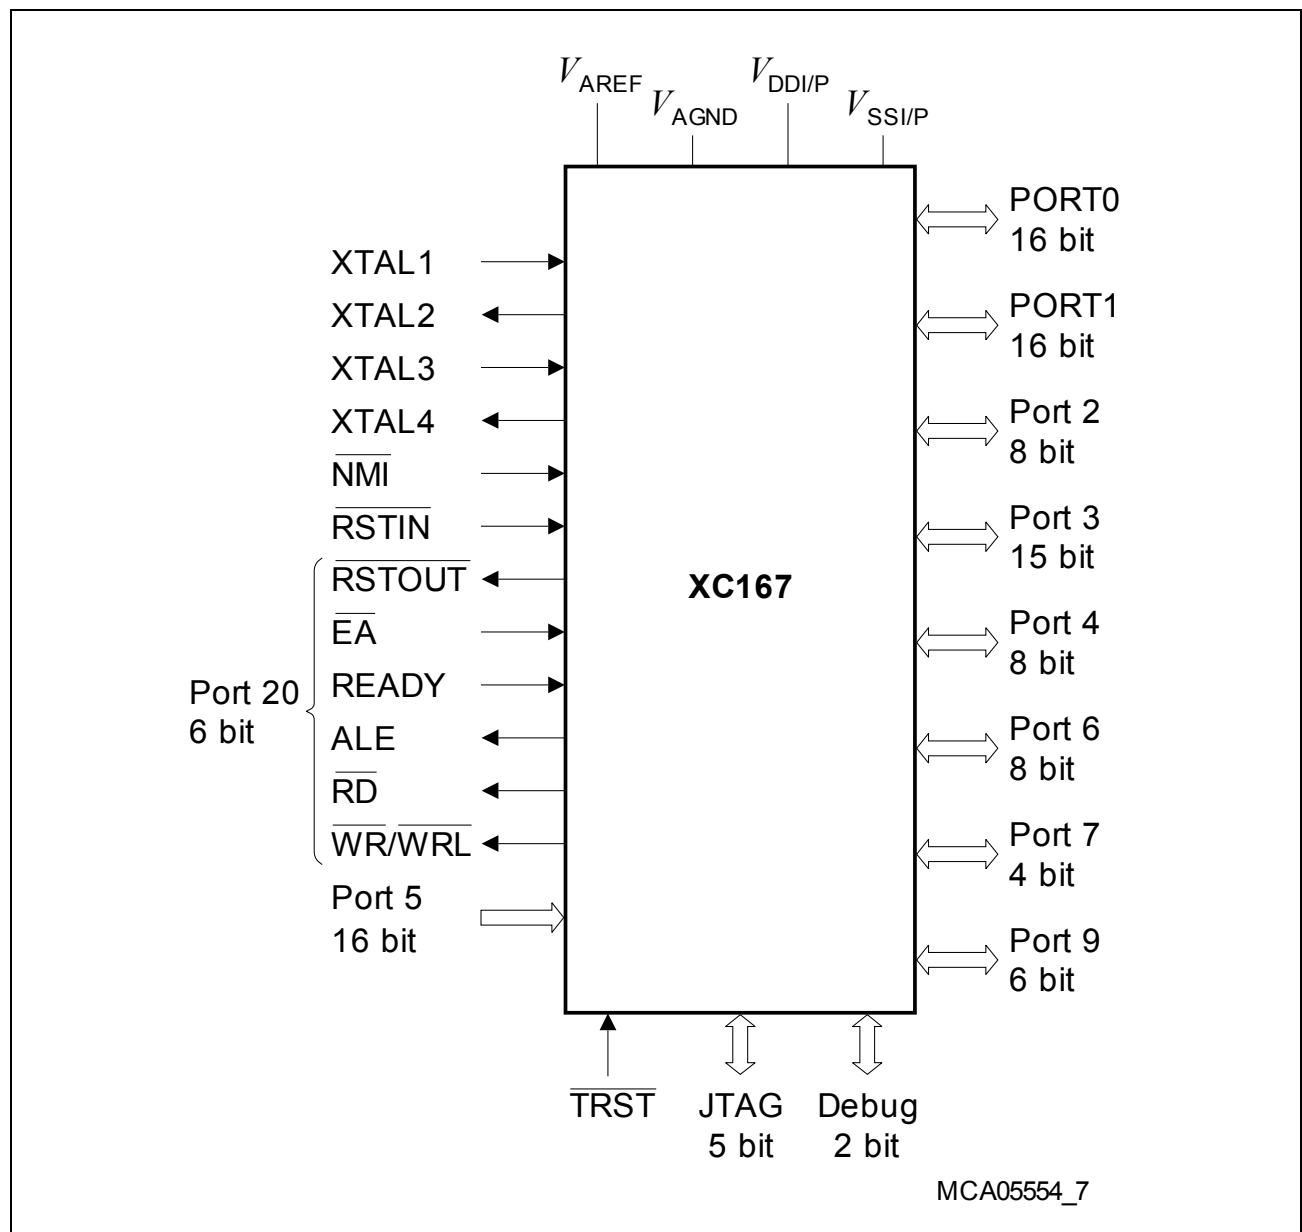 VAREF
VAGND
VDDI/P
VSSI/P
XTAL1
XTAL2
XTAL3
XTAL4
NMI
RSTIN
RSTOUT
EA
READY
ALE
RD
WR/WRL
Port 20
6 bit
Port 5
16 bit
XC167
PORT0
16 bit
PORT1
16 bit
Port 2
8 bit
Port 3
15 bit
Port 4
8 bit
Port 6
8 bit
Port 7
4 bit
Port 9
6 bit
TRST
JTAG
5 bit
Debug
2 bit
MCA05554_7